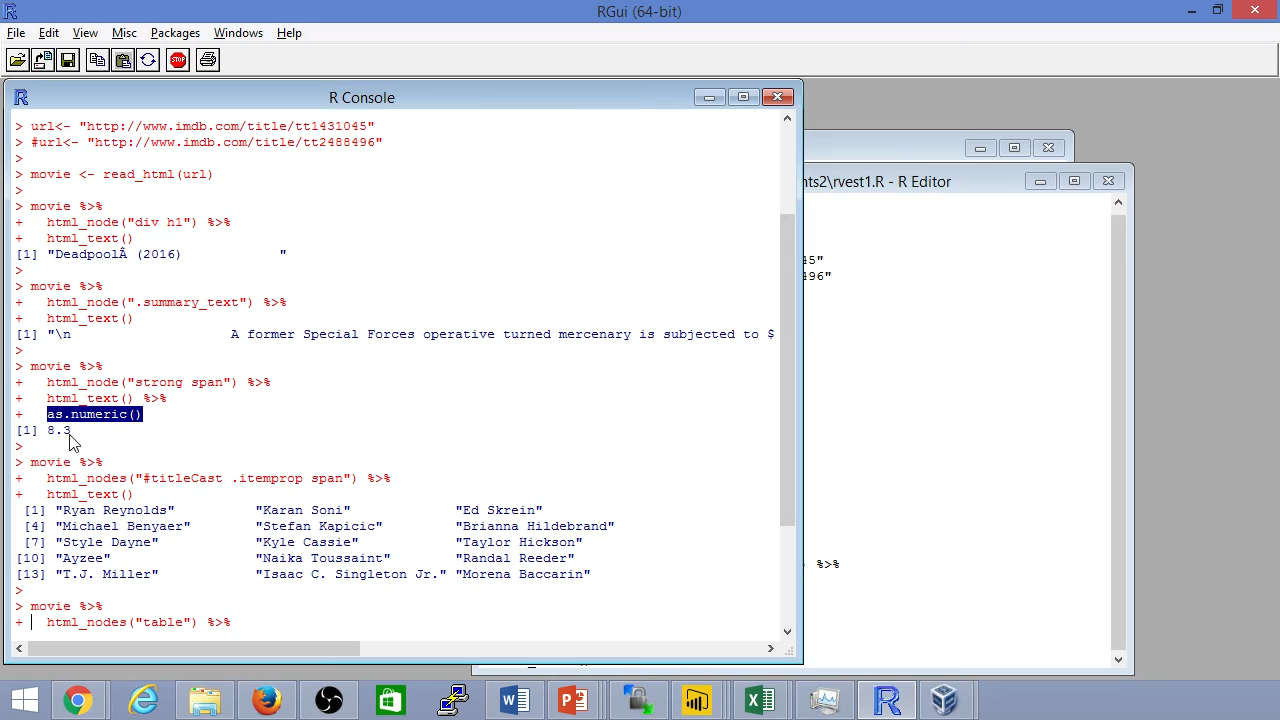 RGui (64-bit)
File Edit View Misc Packages Windows Help
STOP
R Console
> url<- "http://www.imdb.com/title/tt1431045"
> #url<- "http://www.imdb.com/title/tt2488496"
>
> movie <- read_html(url)
>
> movie %>%
+   html_node("div h1") %>%
+   html_text()
[1] "DeadpoolÂ (2016)            "
>
> movie %>%
+   html_node(".summary_text") %>%
+   html_text()
[1] "\n                    A former Special Forces operative turned mercenary is subjected to $
>
> movie %>%
+   html_node("strong span") %>%
+   html_text() %>%
+   as.numeric()
[1] 8.3
>
> movie %>%
+   html_nodes("#titleCast .itemprop span") %>%
+   html_text()
 [1] "Ryan Reynolds"          "Karan Soni"             "Ed Skrein"
 [4] "Michael Benyaer"        "Stefan Kapicic"         "Brianna Hildebrand"
 [7] "Style Dayne"            "Kyle Cassie"            "Taylor Hickson"
[10] "Ayzee"                  "Naika Toussaint"        "Randal Reeder"
[13] "T.J. Miller"            "Isaac C. Singleton Jr." "Morena Baccarin"
>
> movie %>%
+   html_nodes("table") %>%
nts2\rvest1.R - R Editor
45"
496"
) %>%